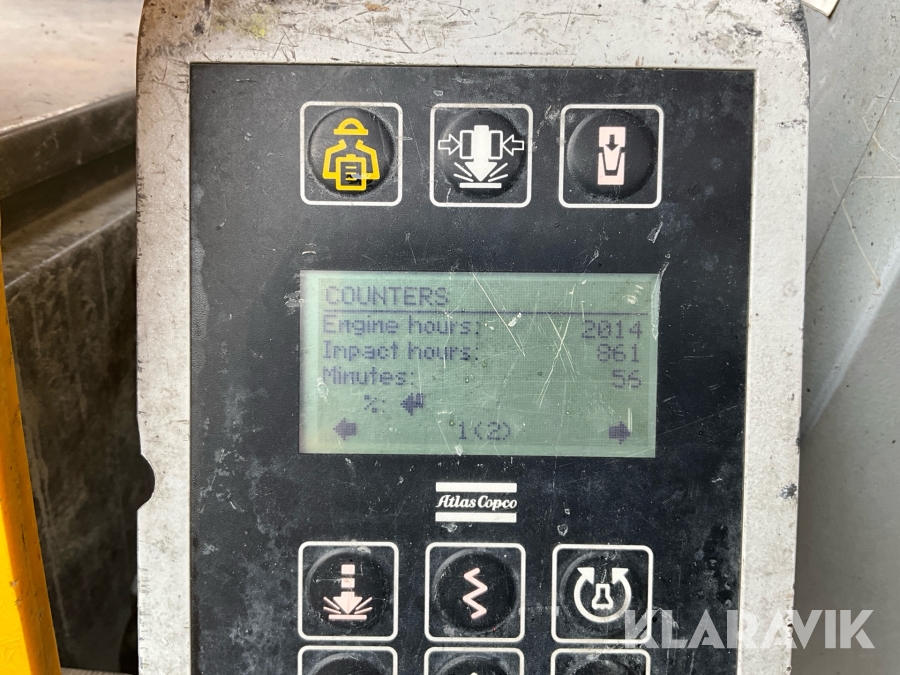 COUNTERS
Engine hours: 2014
Impact hours: 861
Minutes: 56
%:
1(2)
Atlas Copco
KLARAVIK